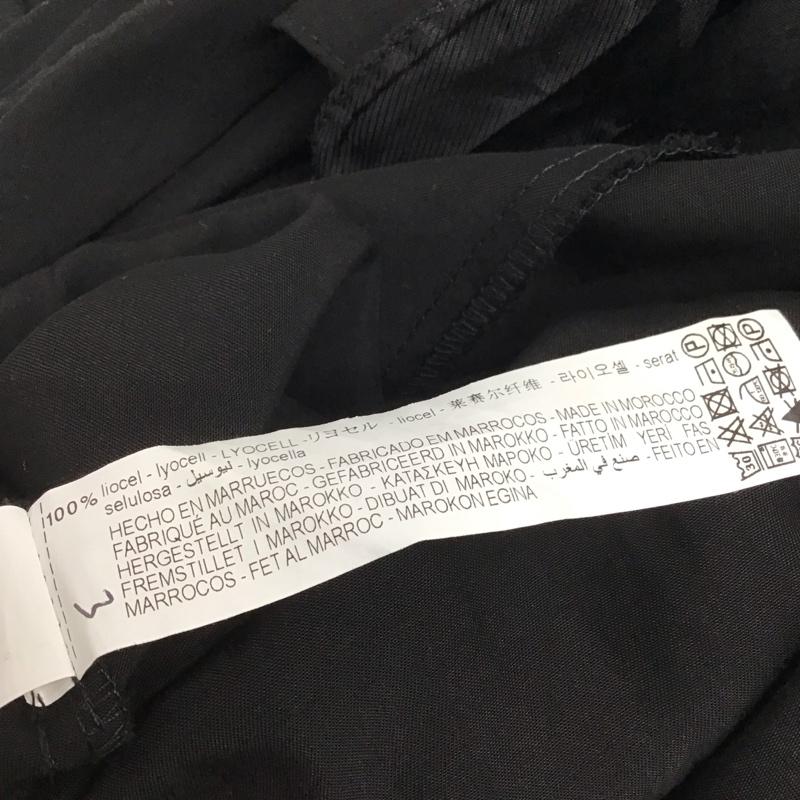 100% liocel - lyocell - LYOCELL - リヨセル - liocel - 莱赛尔纤维 - 라이오셀 - serat
selulosa - ليوسيل - lyocella
HECHO EN MARRUECOS - FABRICADO EM MARROCOS - MADE IN MOROCCO
FABRIQUÉ AU MAROC - GEFABRICEERD IN MAROKKO - FATTO IN MAROCCO
HERGESTELLT IN MAROKKO - ΚΑΤΑΣΚΕΥΗ ΜΑΡΟΚΟ - ÜRETİM YERİ FAS
FREMSTILLET I MAROKKO - DIBUAT DI MAROKO - صنع في المغرب - FEITO EN
MARROCOS - FET AL MARROC - MAROKON EGINA
P
P
30